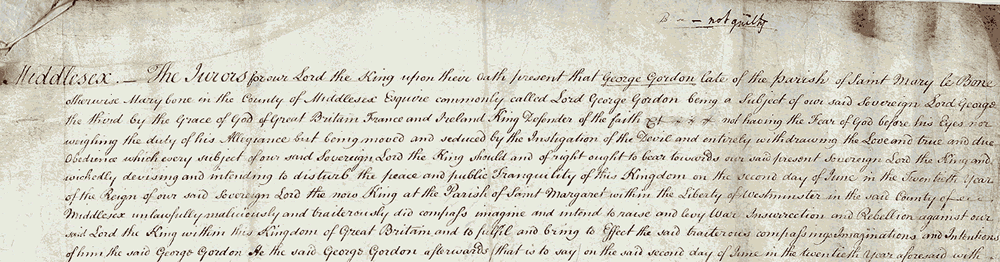 not guilty
Middlesex. — The Jurors for our Lord the King upon their Oath present that George Gordon late of the Parish of Saint Mary le Bone
otherwise Marybone in the County of Middlesex Esquire commonly called Lord George Gordon being a Subject of our said Sovereign Lord George
the third by the Grace of God of Great Britain France and Ireland King Defender of the faith &c not having the Fear of God before his Eyes nor
weighing the duty of his Allegiance but being moved and seduced by the Instigation of the Devil and entirely withdrawing the Love and true and due
Obedience which every subject of our said Sovereign Lord the King should and of right ought to bear towards our said present Sovereign Lord the King and
wickedly devising and intending to disturb the peace and public Tranquility of this Kingdom on the second day of June in the Twentieth Year
of the Reign of our said Sovereign Lord the now King at the Parish of Saint Margaret within the Liberty of Westminster in the said County of
Middlesex unlawfully maliciously and traiterously did compass imagine and intend to raise and levy War Insurrection and Rebellion against our
said Lord the King within this Kingdom of Great Britain and to fulfil and bring to Effect the said traiterous compassings Imaginations and Intentions
of him the said George Gordon He the said George Gordon afterwards (that is to say) on the said second day of June in the twentieth Year aforesaid with